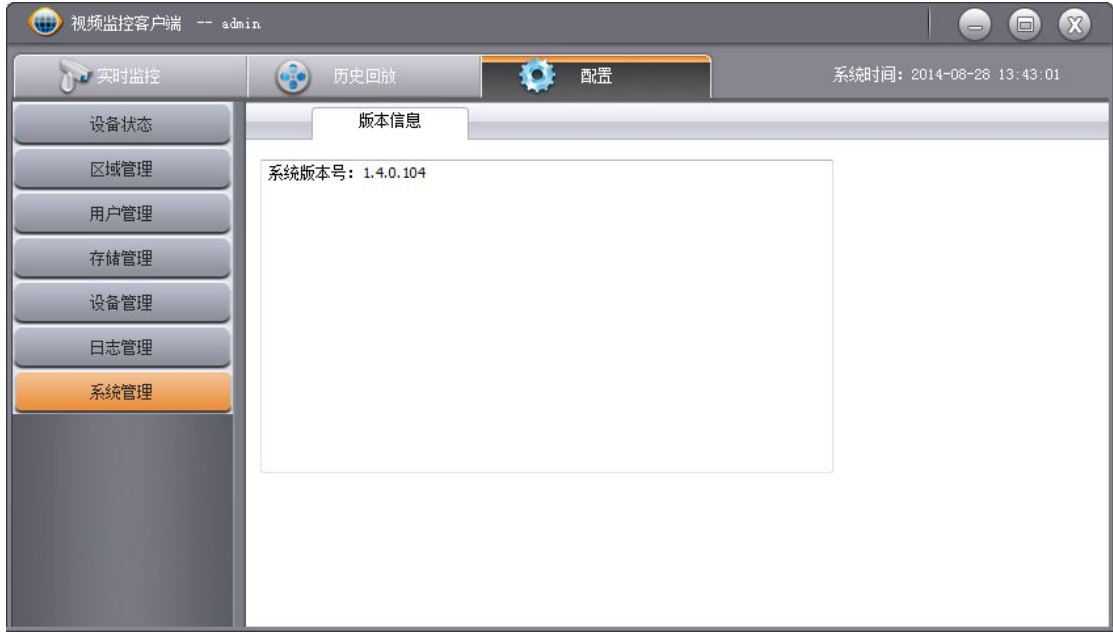 视频监控客户端 -- admin
实时监控
历史回放
配置
系统时间: 2014-08-28 13:43:01
设备状态
区域管理
用户管理
存储管理
设备管理
日志管理
系统管理
版本信息
系统版本号: 1.4.0.104